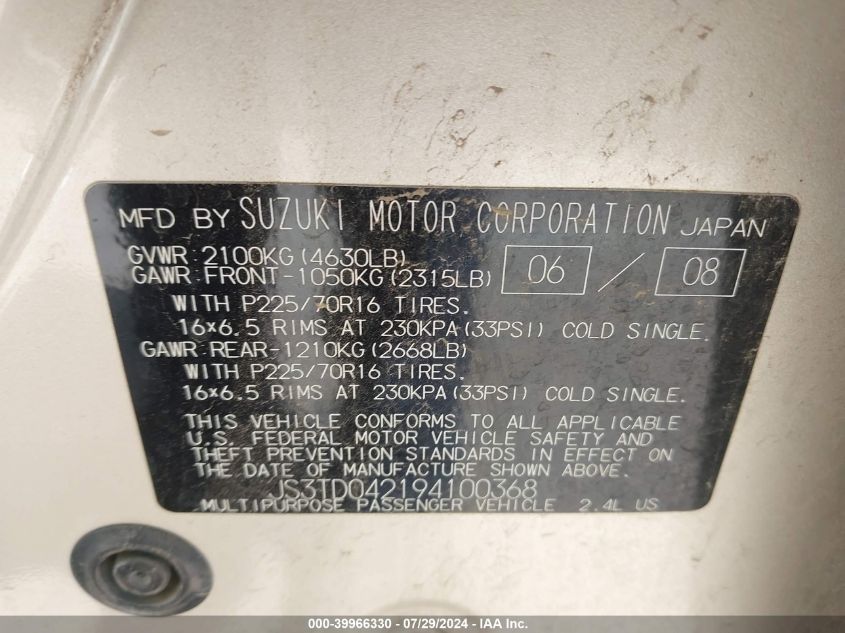 MFD BY SUZUKI MOTOR CORPORATION JAPAN
GVWR: 2100KG (4630LB) 06 / 08
GAWR FRONT-1050KG (2315LB)
WITH P225/70R16 TIRES.
16×6.5 RIMS AT 230KPA (33PSI) COLD SINGLE.
GAWR REAR-1210KG (2668LB)
WITH P225/70R16 TIRES.
16×6.5 RIMS AT 230KPA (33PSI) COLD SINGLE.
THIS VEHICLE CONFORMS TO ALL APPLICABLE
U.S. FEDERAL MOTOR VEHICLE SAFETY AND
THEFT PREVENTION STANDARDS IN EFFECT ON
THE DATE OF MANUFACTURE SHOWN ABOVE.
JS3TD042194100368
MULTIPURPOSE PASSENGER VEHICLE 2.4L US
000-39966330 - 07/29/2024 - IAA Inc.